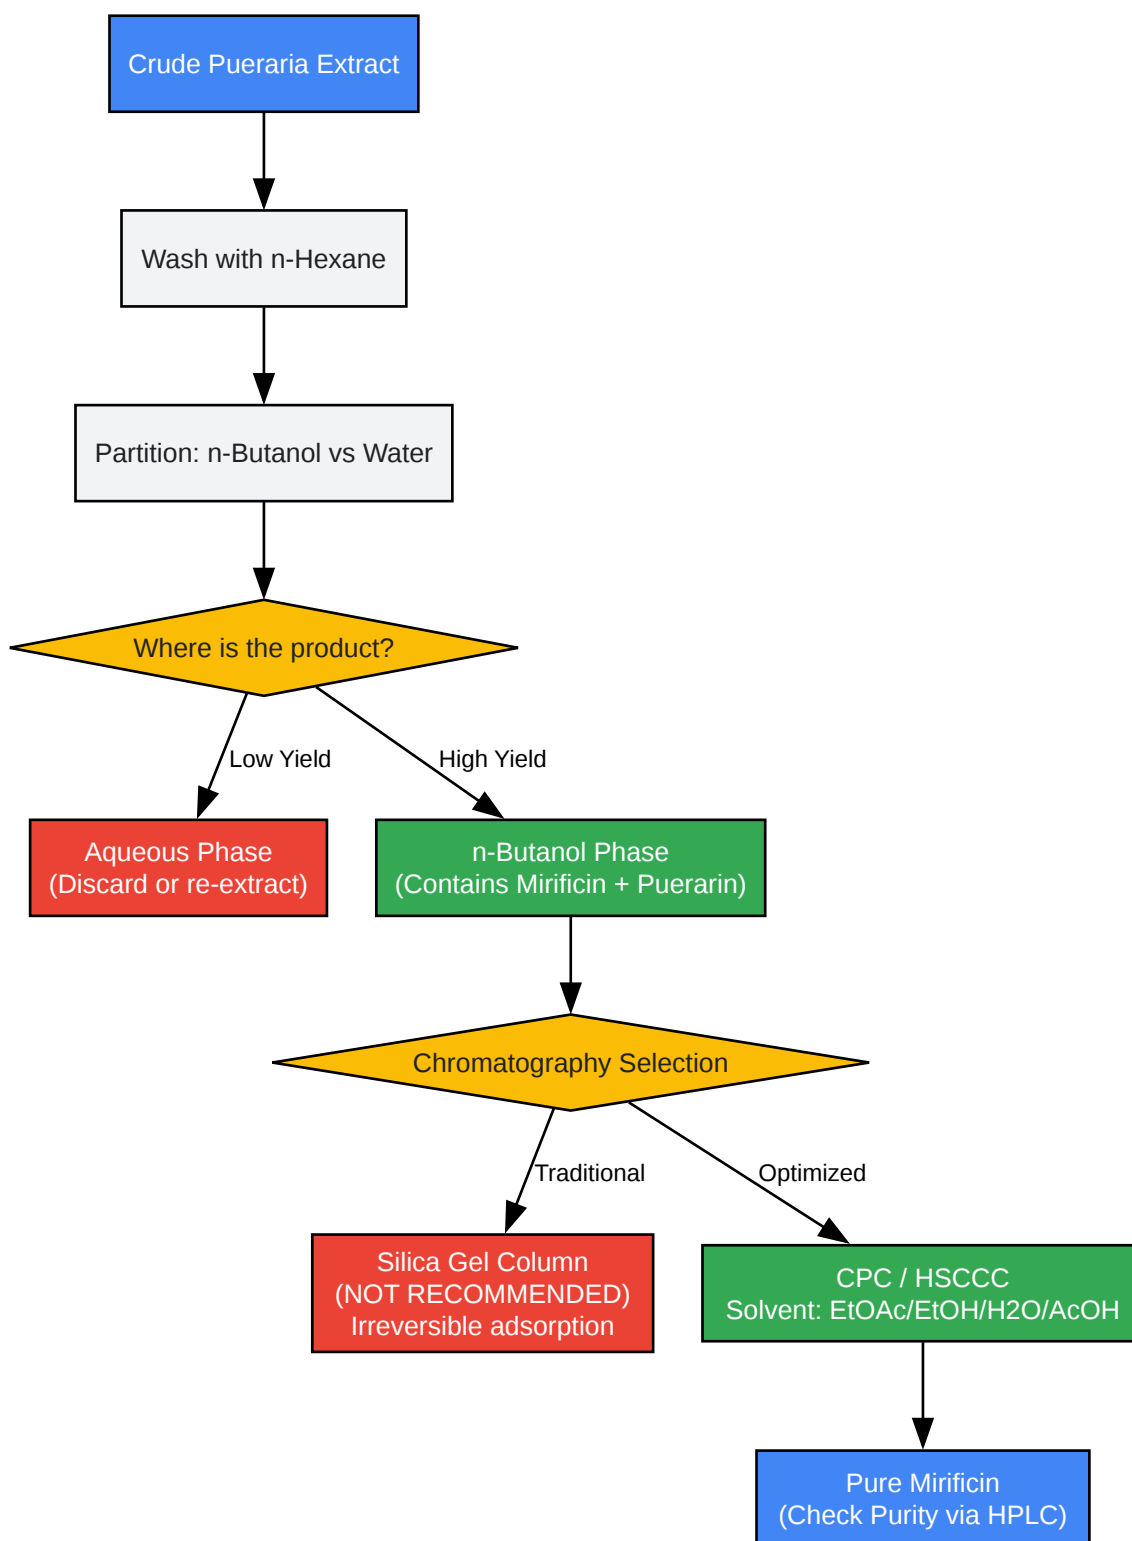 Crude Pueraria Extract
Wash with n-Hexane
Partition: n-Butanol vs Water
Where is the product?
Low Yield
High Yield
Aqueous Phase
(Discard or re-extract)
n-Butanol Phase
(Contains Mirificin + Puerarin)
Chromatography Selection
Traditional
Optimized
Silica Gel Column
(NOT RECOMMENDED)
Irreversible adsorption
CPC / HSCCC
Solvent: EtOAc/EtOH/H2O/AcOH
Pure Mirificin
(Check Purity via HPLC)